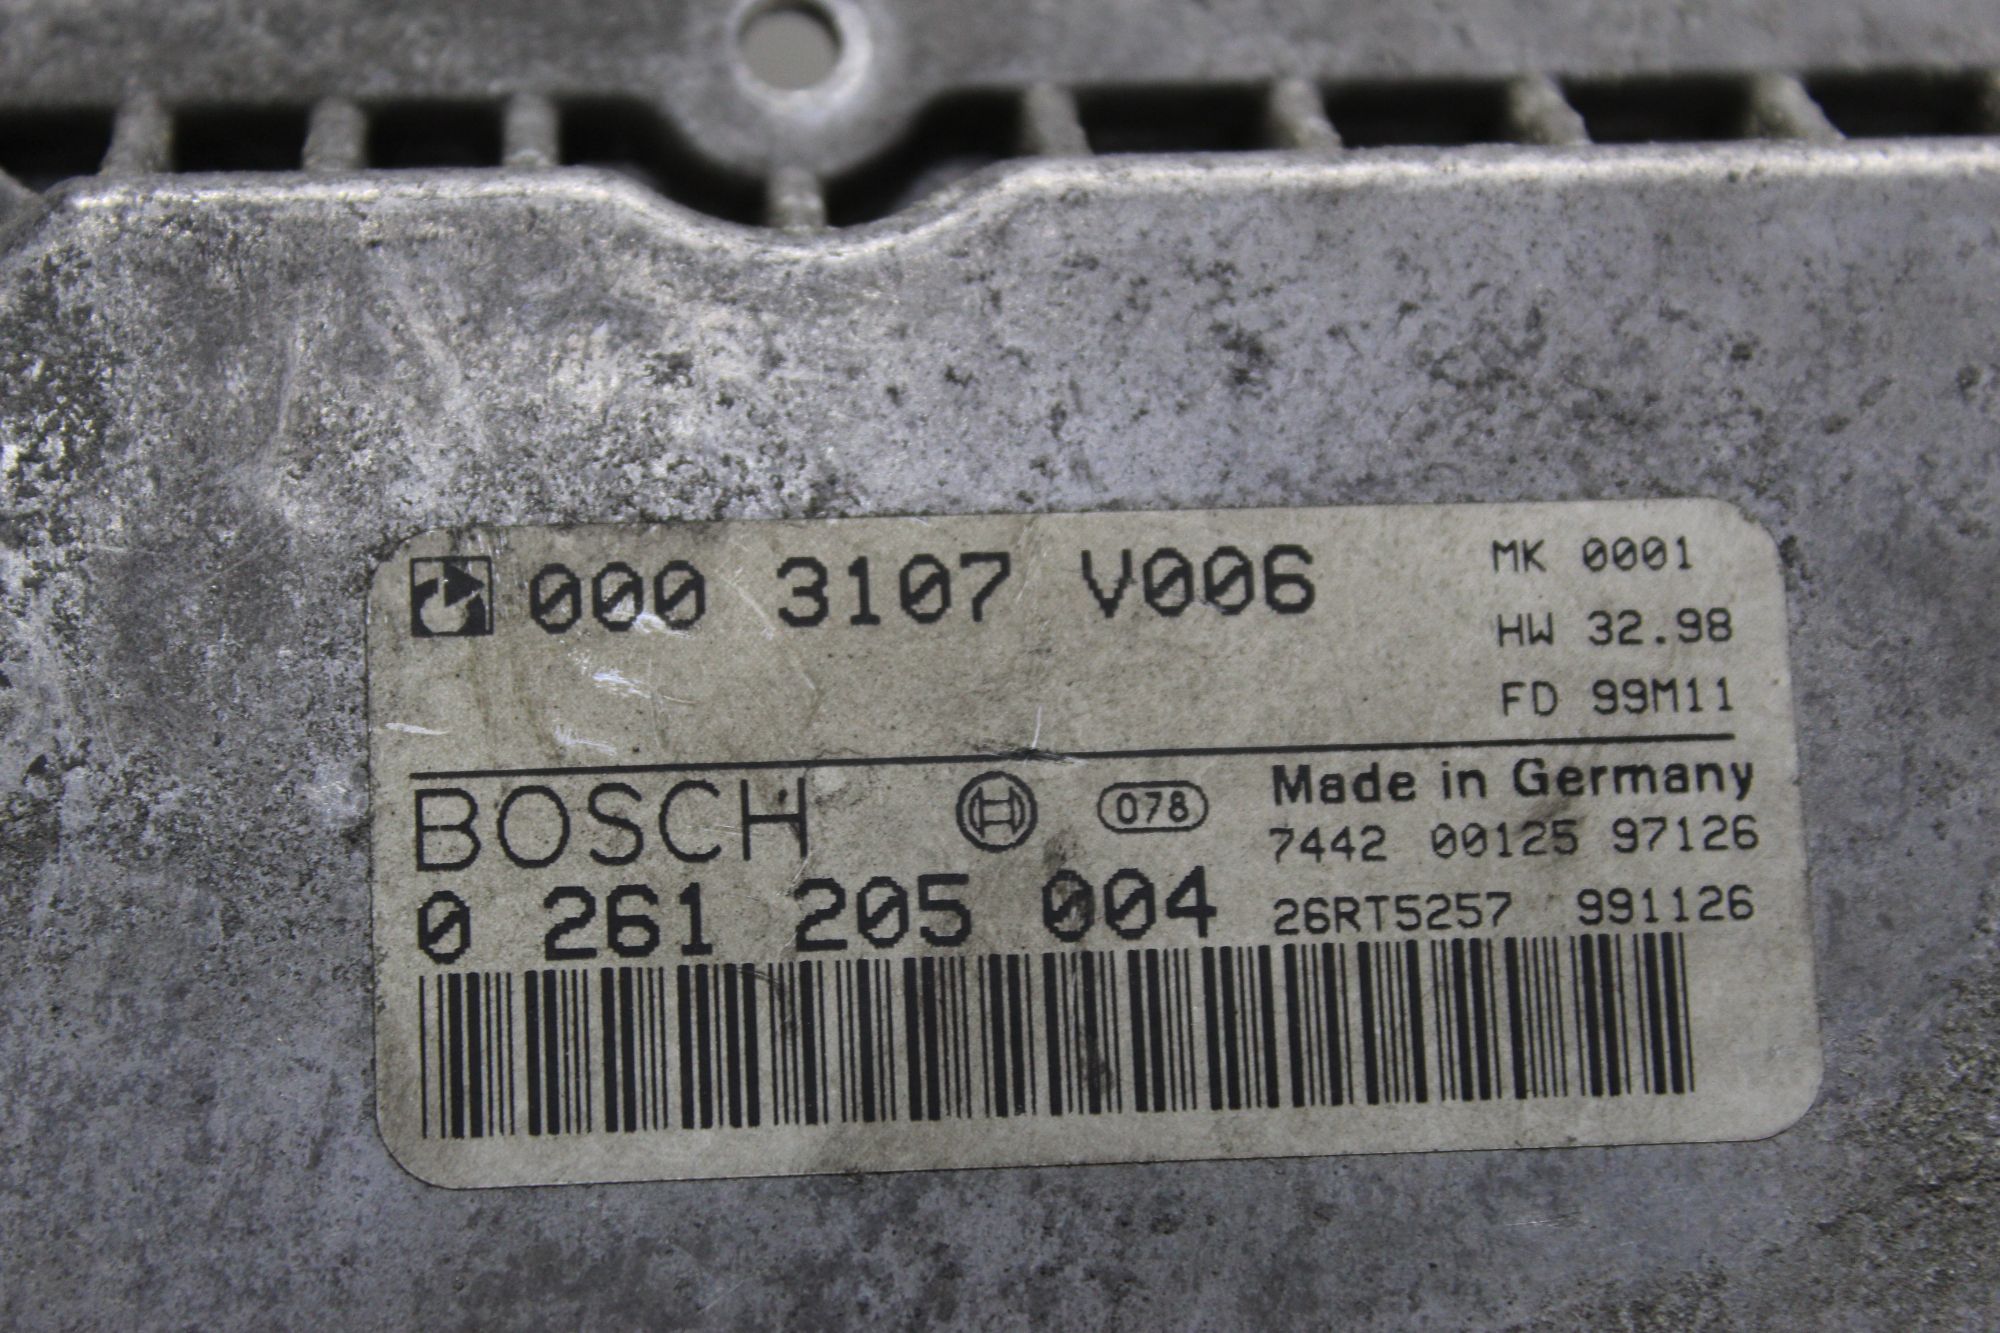 000 3107 V006
MK 0001
HW 32.98
FD 99M11
BOSCH
078
Made in Germany
7442 00125 97126
0 261 205 004
26RT5257 991126